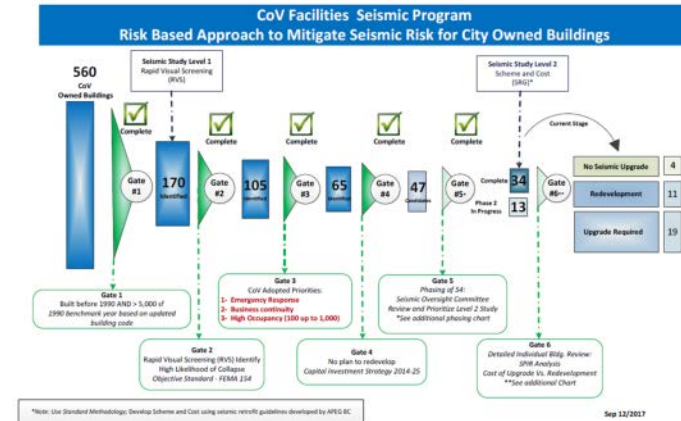 CoV Facilities Seismic Program
Risk Based Approach to Mitigate Seismic Risk for City Owned Buildings
560
CoV
Owned Buildings
Seismic Study Level 1
Rapid Visual Screening
(RVS)
Seismic Study Level 2
Scheme and Cost
(SRG)*
Complete
Complete
Complete
Complete
Complete
Current Stage
Gate
#1
170
Identified
Gate
#2
105
Identified
Gate
#3
65
Identified
Gate
#4
47
Candidates
Gate
#5*
Complete
34
Phase 2
In Progress
13
Gate
#6**
No Seismic Upgrade
4
Redevelopment
11
Upgrade Required
19
Gate 1
Built before 1990 AND > 5,000 sf
1990 benchmark year based on updated
building code
Gate 2
Rapid Visual Screening (RVS) Identify
High Likelihood of Collapse
Objective Standard - FEMA 154
Gate 3
CoV Adopted Priorities:
1- Emergency Response
2- Business continuity
3- High Occupancy (100 up to 1,000)
Gate 4
No plan to redevelop
Capital Investment Strategy 2014-25
Gate 5
Phasing of 54:
Seismic Oversight Committee
Review and Prioritize Level 2 Study
*See additional phasing chart
Gate 6
Detailed Individual Bldg. Review:
SPIR Analysis
Cost of Upgrade Vs. Redevelopment
**See additional Chart
*Note: Use Standard Methodology; Develop Scheme and Cost using seismic retrofit guidelines developed by APEG BC
Sep 12/2017